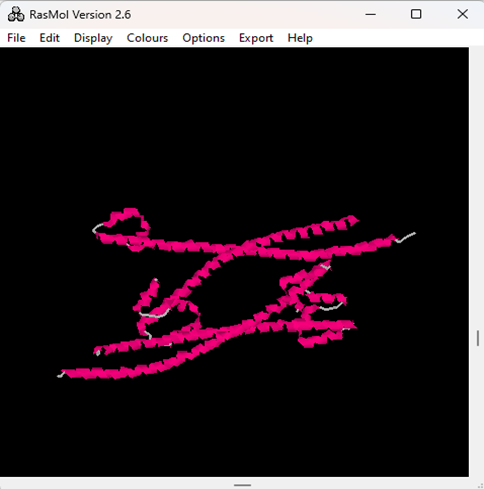 RasMol Version 2.6
File Edit Display Colours Options Export Help